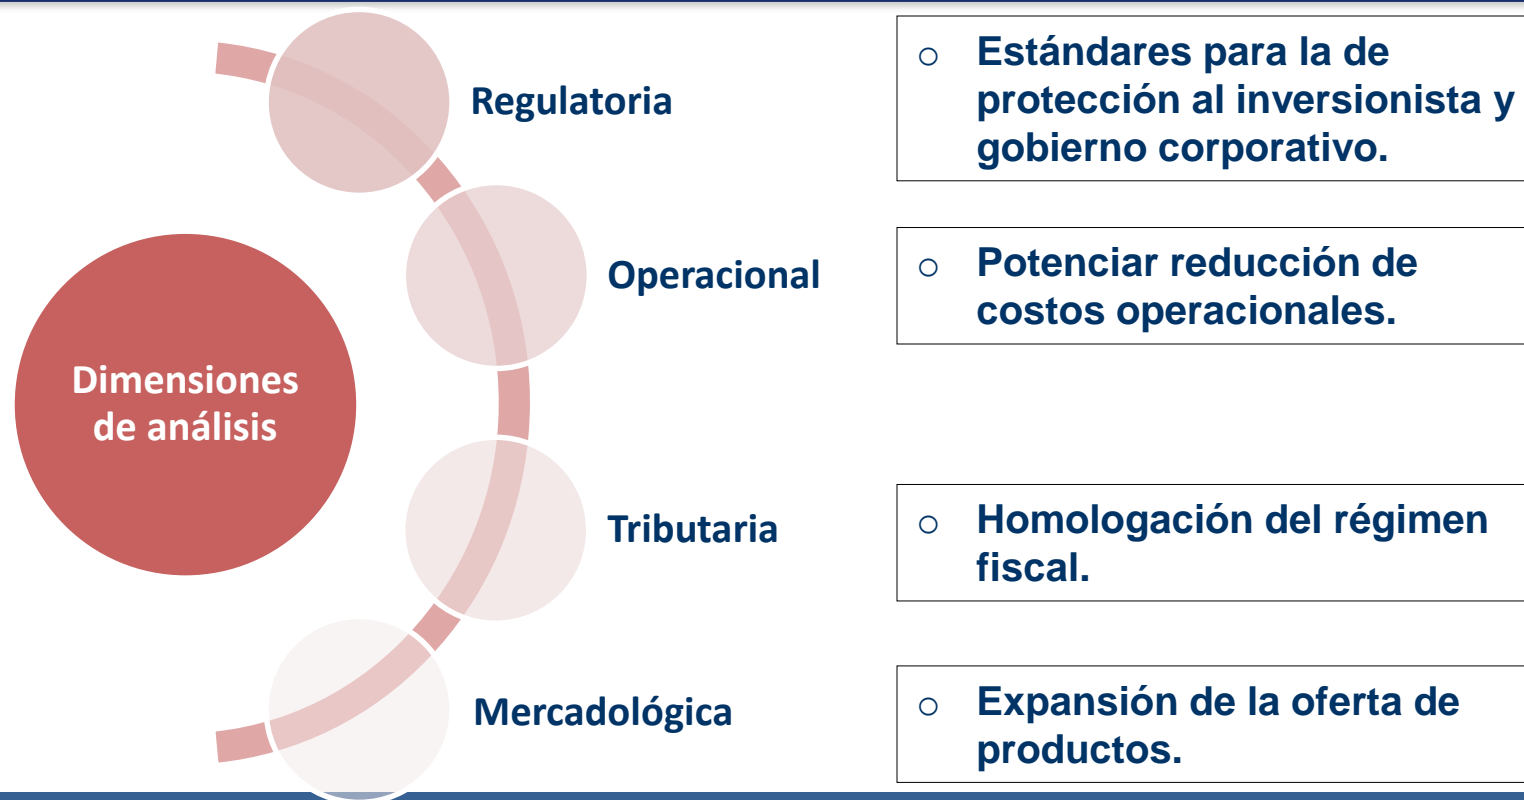 Dimensiones
de análisis
Regulatoria
o Estándares para la de
protección al inversionista y
gobierno corporativo.
Operacional
o Potenciar reducción de
costos operacionales.
Tributaria
o Homologación del régimen
fiscal.
Mercadológica
o Expansión de la oferta de
productos.